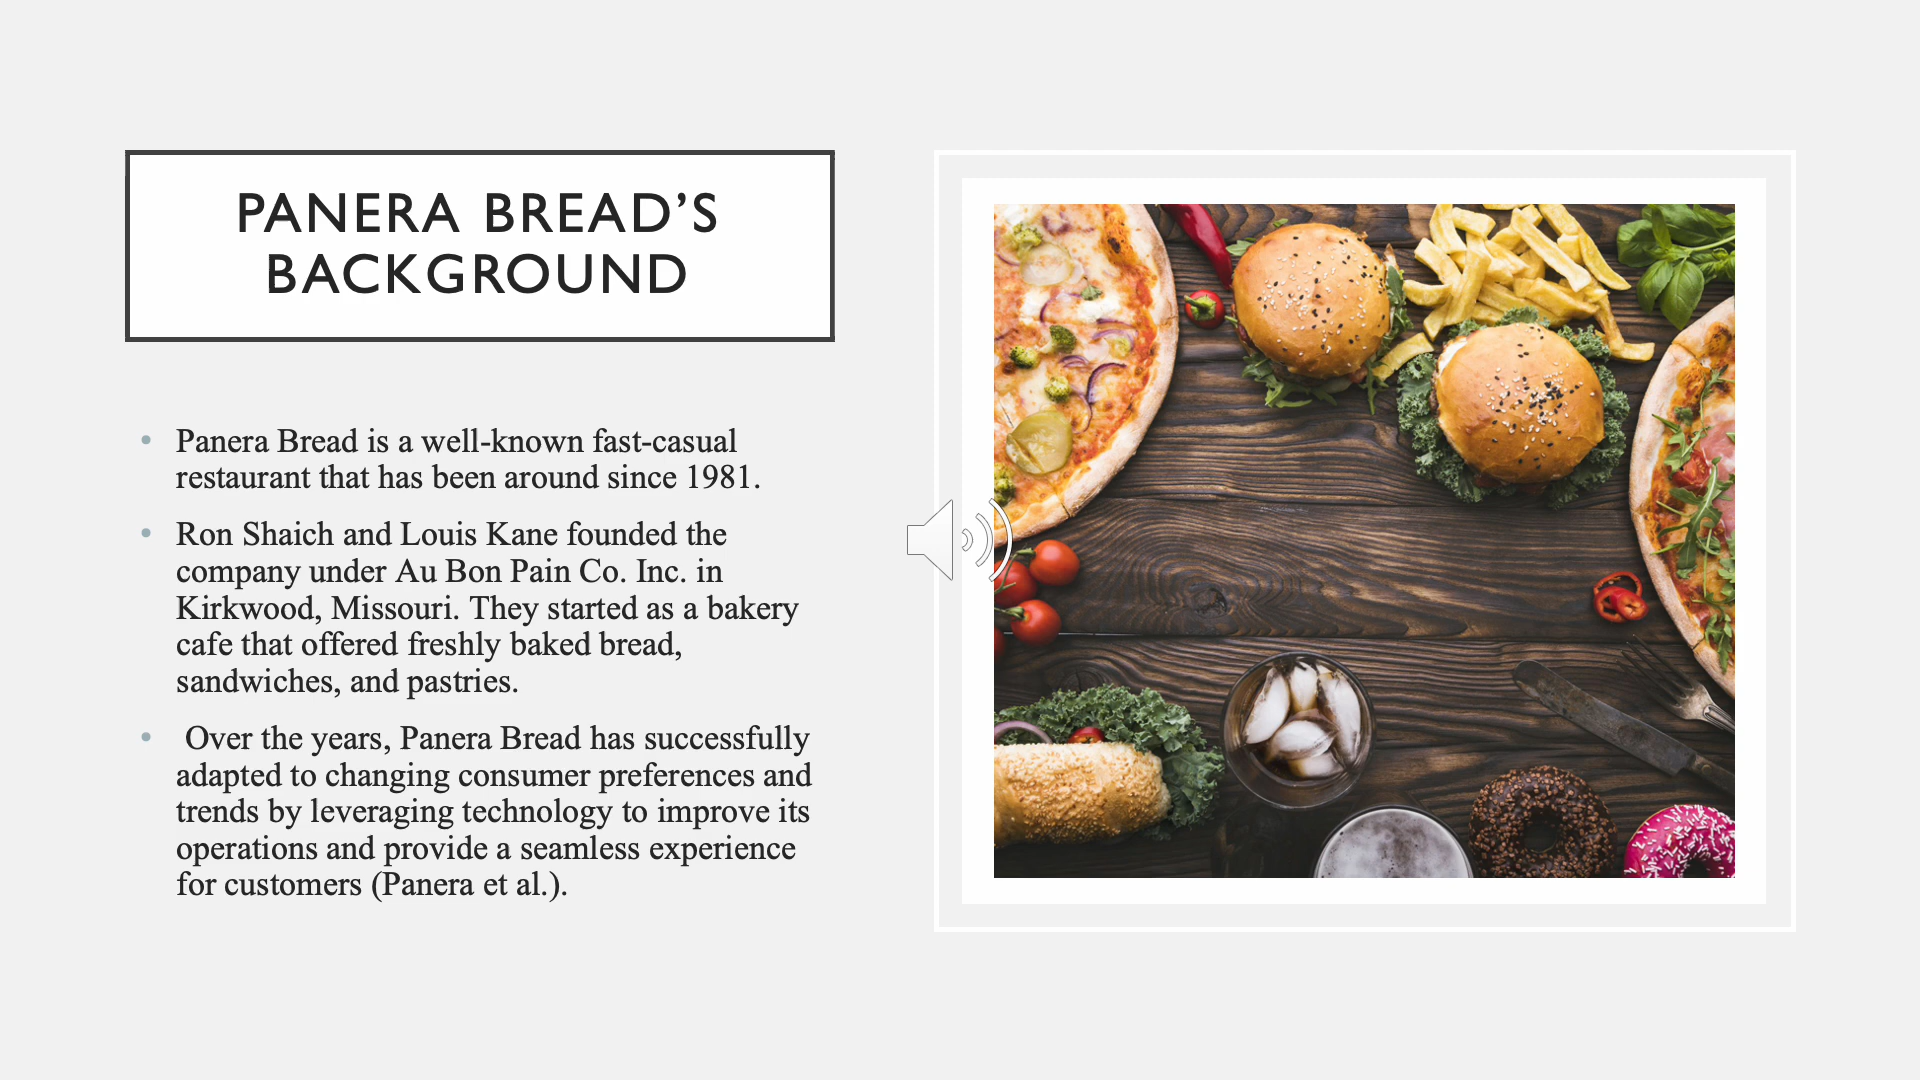 PANERA BREAD’S
BACKGROUND
• Panera Bread is a well-known fast-casual
restaurant that has been around since 1981.
• Ron Shaich and Louis Kane founded the
company under Au Bon Pain Co. Inc. in
Kirkwood, Missouri. They started as a bakery
cafe that offered freshly baked bread,
sandwiches, and pastries.
• Over the years, Panera Bread has successfully
adapted to changing consumer preferences and
trends by leveraging technology to improve its
operations and provide a seamless experience
for customers (Panera et al.).